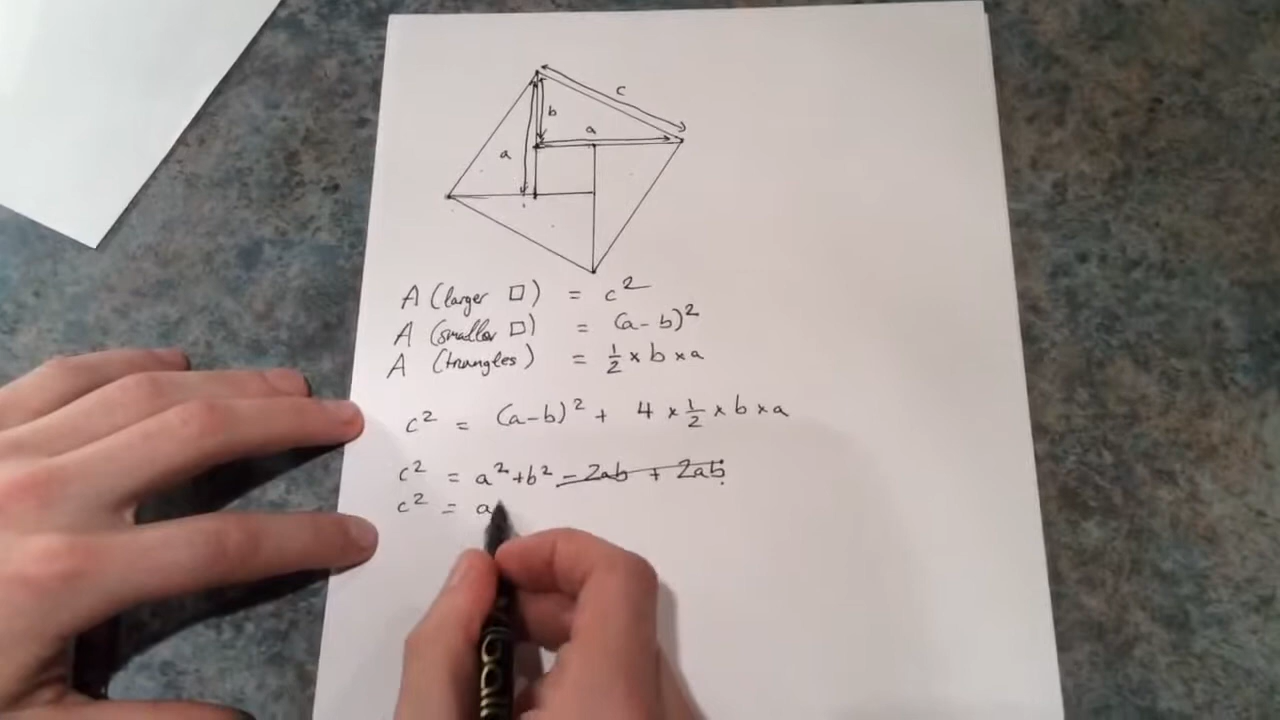 c
b
a
a
A (larger □) = c²
A (smaller □) = (a-b)²
A (triangles) = ½ × b × a
c² = (a-b)² + 4 × ½ × b × a
c² = a² + b² - 2ab + 2ab
c² = a